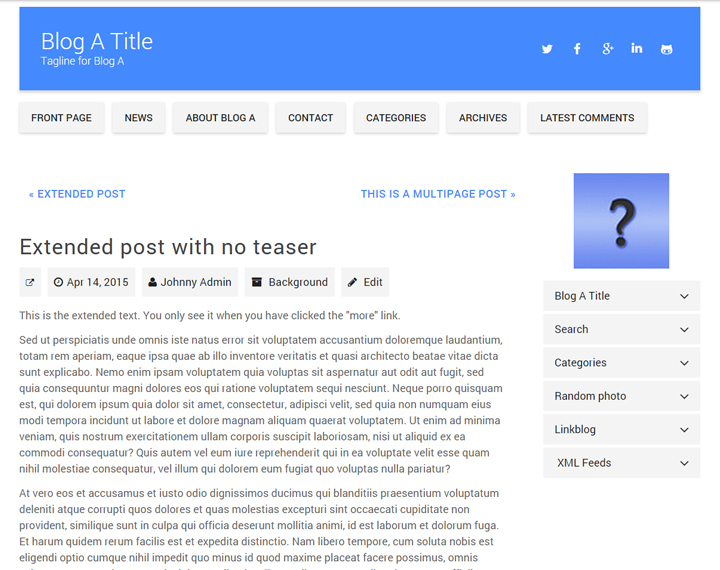 Blog A Title
Tagline for Blog A
FRONT PAGE
NEWS
ABOUT BLOG A
CONTACT
CATEGORIES
ARCHIVES
LATEST COMMENTS
« EXTENDED POST
THIS IS A MULTIPAGE POST »
Extended post with no teaser
Apr 14, 2015
Johnny Admin
Background
Edit
This is the extended text. You only see it when you have clicked the "more" link.
Sed ut perspiciatis unde omnis iste natus error sit voluptatem accusantium doloremque laudantium,
totam rem aperiam, eaque ipsa quae ab illo inventore veritatis et quasi architecto beatae vitae dicta
sunt explicabo. Nemo enim ipsam voluptatem quia voluptas sit aspernatur aut odit aut fugit, sed
quia consequuntur magni dolores eos qui ratione voluptatem sequi nesciunt. Neque porro quisquam
est, qui dolorem ipsum quia dolor sit amet, consectetur, adipisci velit, sed quia non numquam eius
modi tempora incidunt ut labore et dolore magnam aliquam quaerat voluptatem. Ut enim ad minima
veniam, quis nostrum exercitationem ullam corporis suscipit laboriosam, nisi ut aliquid ex ea
commodi consequatur? Quis autem vel eum iure reprehenderit qui in ea voluptate velit esse quam
nihil molestiae consequatur, vel illum qui dolorem eum fugiat quo voluptas nulla pariatur?
At vero eos et accusamus et iusto odio dignissimos ducimus qui blanditiis praesentium voluptatum
deleniti atque corrupti quos dolores et quas molestias excepturi sint occaecati cupiditate non
provident, similique sunt in culpa qui officia deserunt mollitia animi, id est laborum et dolorum fuga.
Et harum quidem rerum facilis est et expedita distinctio. Nam libero tempore, cum soluta nobis est
eligendi optio cumque nihil impedit quo minus id quod maxime placeat facere possimus, omnis
?
Blog A Title
Search
Categories
Random photo
Linkblog
XML Feeds